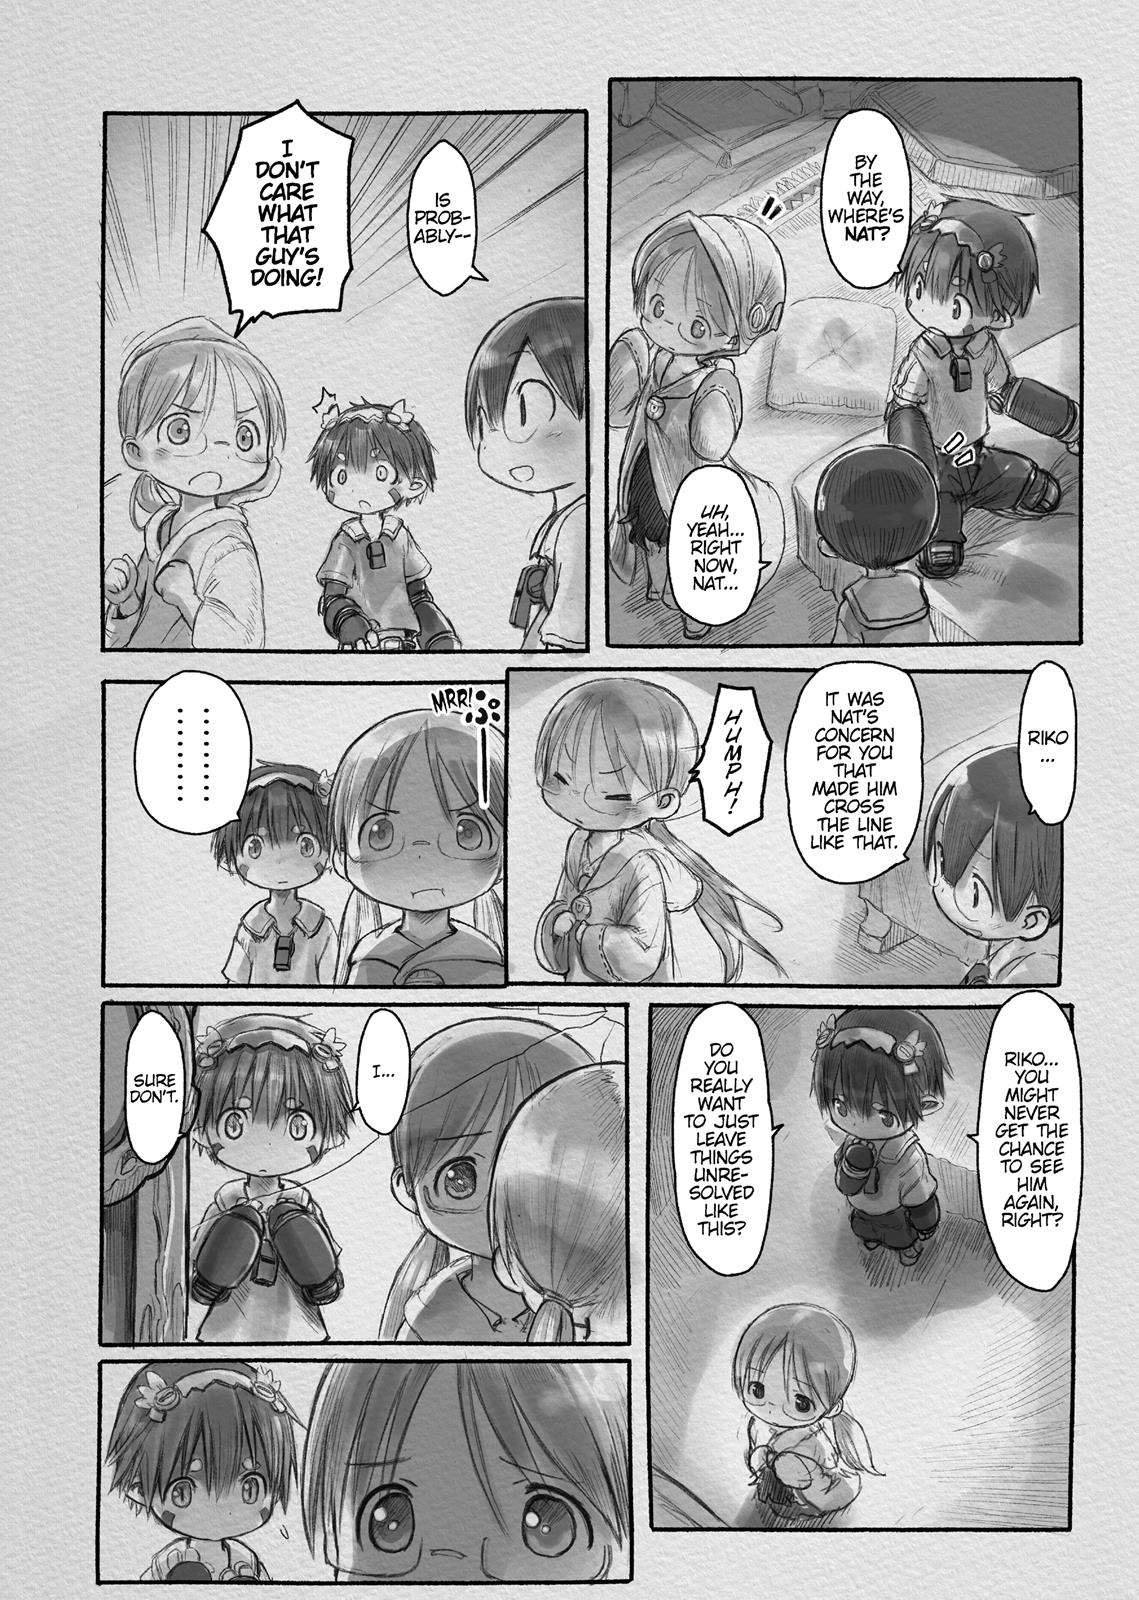 BY
THE
WAY,
WHERE'S
NAT?
UH,
YEAH...
RIGHT
NOW,
NAT...
IS
PROB-
ABLY--
I
DON'T
CARE
WHAT
THAT
GUY'S
DOING!
RIKO
...
IT WAS
NAT'S
CONCERN
FOR YOU
THAT
MADE HIM
CROSS
THE LINE
LIKE THAT.
HUMPH!
MRR!
RIKO...
YOU
MIGHT
NEVER
GET THE
CHANCE
TO SEE
HIM
AGAIN,
RIGHT?
DO
YOU
REALLY
WANT
TO JUST
LEAVE
THINGS
UNRE-
SOLVED
LIKE
THIS?
I...
SURE
DON'T.